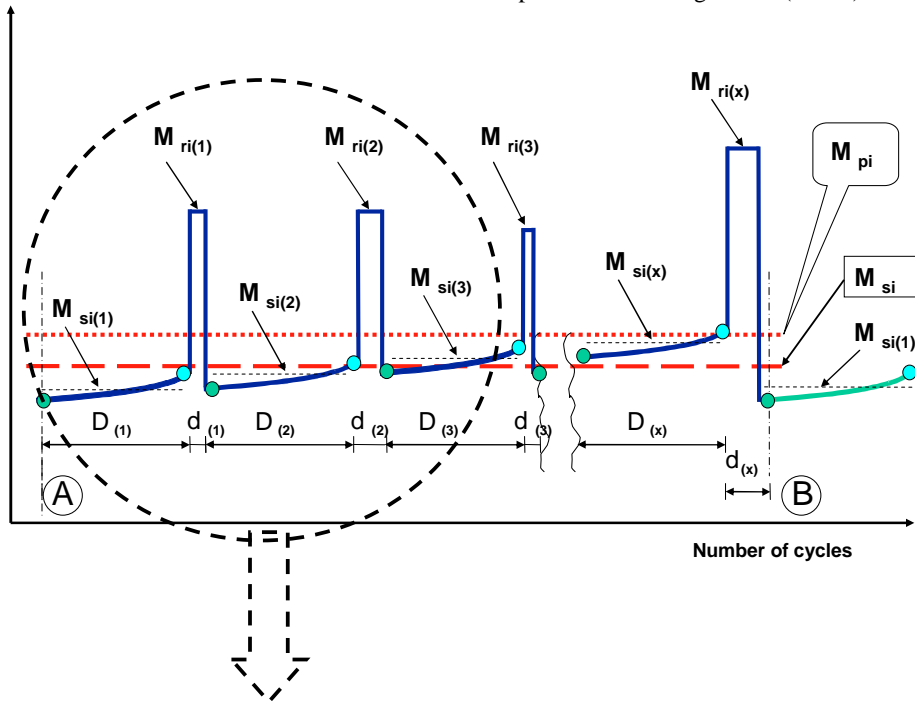 M ri(x)
M ri(1)
M ri(2)
M ri(3)
M pi
M si(1)
M si(2)
M si(3)
M si(x)
M si
M si(1)
D (1)
d (1)
D (2)
d (2)
D (3)
d (3)
D (x)
d (x)
A
B
Number of cycles